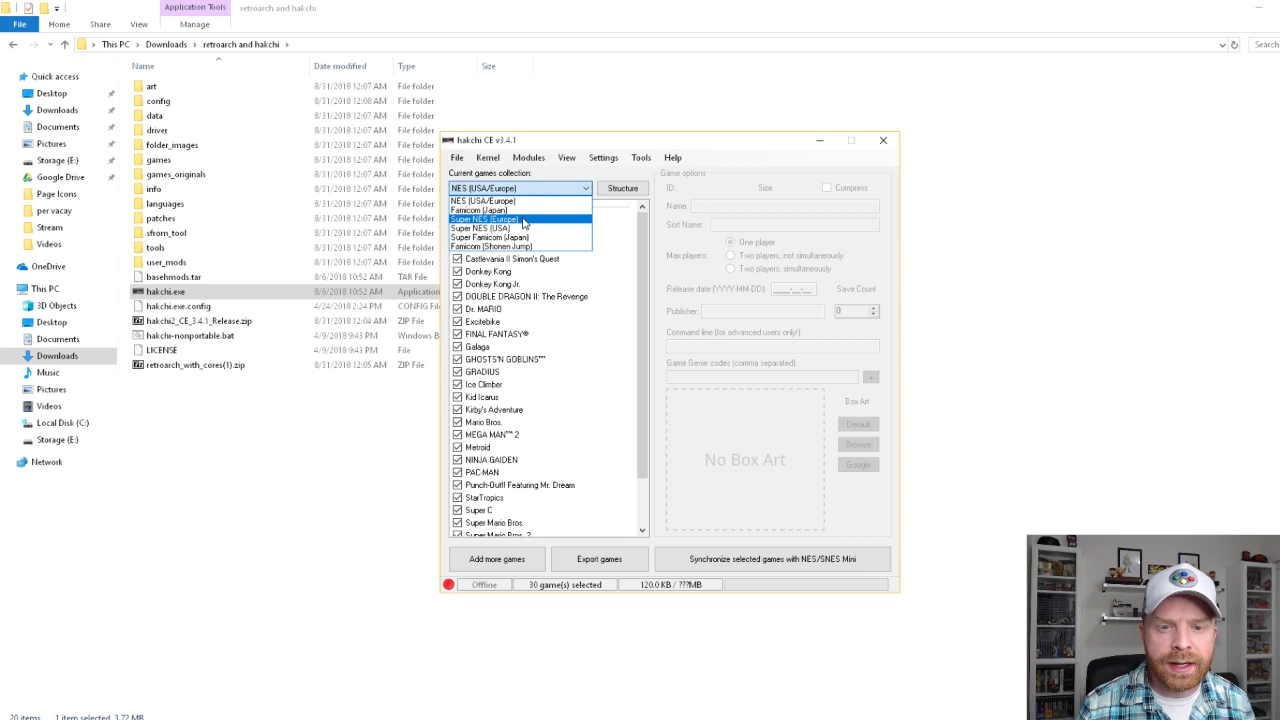 Application Tools
retroarch and hakchi
File Home Share View Manage
This PC > Downloads > retroarch and hakchi >
Search
Name Date modified Type Size
Quick access
Desktop
Downloads
Documents
Pictures
Storage (E:)
Google Drive
Page Icons
per vacay
Stream
Videos
OneDrive
This PC
3D Objects
Desktop
Documents
Downloads
Music
Pictures
Videos
Local Disk (C:)
Storage (E:)
Network
art 8/31/2018 12:07 AM File folder
config 8/31/2018 12:08 AM File folder
data 8/31/2018 12:07 AM File folder
driver 8/31/2018 12:07 AM File folder
folder_images 8/31/2018 12:07 AM File folder
games 8/31/2018 12:07 AM File folder
games_originals 8/31/2018 12:07 AM File folder
info 8/31/2018 12:07 AM File folder
languages 8/31/2018 12:07 AM File folder
patches 8/31/2018 12:07 AM File folder
sfrom_tool 8/31/2018 12:07 AM File folder
tools 8/31/2018 12:07 AM File folder
user_mods 8/31/2018 12:07 AM File folder
basehmods.tar 8/6/2018 10:52 AM TAR File
hakchi.exe 8/6/2018 10:52 AM Application
hakchi.exe.config 4/24/2018 2:24 PM CONFIG Fil
hakchi2_CE_3.4.1_Release.zip 8/31/2018 12:04 AM ZIP File
hakchi-nonportable.bat 4/9/2018 9:43 PM Windows B
LICENSE 4/9/2018 9:43 PM File
retroarch_with_cores(1).zip 8/31/2018 12:05 AM ZIP File
20 items 1 item selected 3.72 MB
hakchi CE v3.4.1
File Kernel Modules View Settings Tools Help
Current games collection:
NES (USA/Europe) Structure
NES (USA/Europe)
Famicom (Japan)
Super NES (Europe)
Super NES (USA)
Super Famicom (Japan)
Famicom (Shonen Jump)
Castlevania II Simon's Quest
Donkey Kong
Donkey Kong Jr.
DOUBLE DRAGON II: The Revenge
Dr. MARIO
Excitebike
FINAL FANTASY®
Galaga
GHOSTS'N GOBLINS™
GRADIUS
Ice Climber
Kid Icarus
Kirby's Adventure
Mario Bros.
MEGA MAN™ 2
Metroid
NINJA GAIDEN
PAC-MAN
Punch-Out!! Featuring Mr. Dream
StarTropics
Super C
Super Mario Bros.
Super Mario Bros. 2
Game options
ID: Size: Compress
Name:
Sort Name:
One player
Max players: Two players, not simultaneously
Two players, simultaneously
Release date (YYYY-MM-DD): ____-__-__ Save Count
Publisher: 0
Command line (for advanced users only!)
Game Genie codes (comma separated):
+
Box Art
Default
Browse
Google
No Box Art
Add more games Export games Synchronize selected games with NES/SNES Mini
Offline 30 game(s) selected 120.0 KB / ???MB